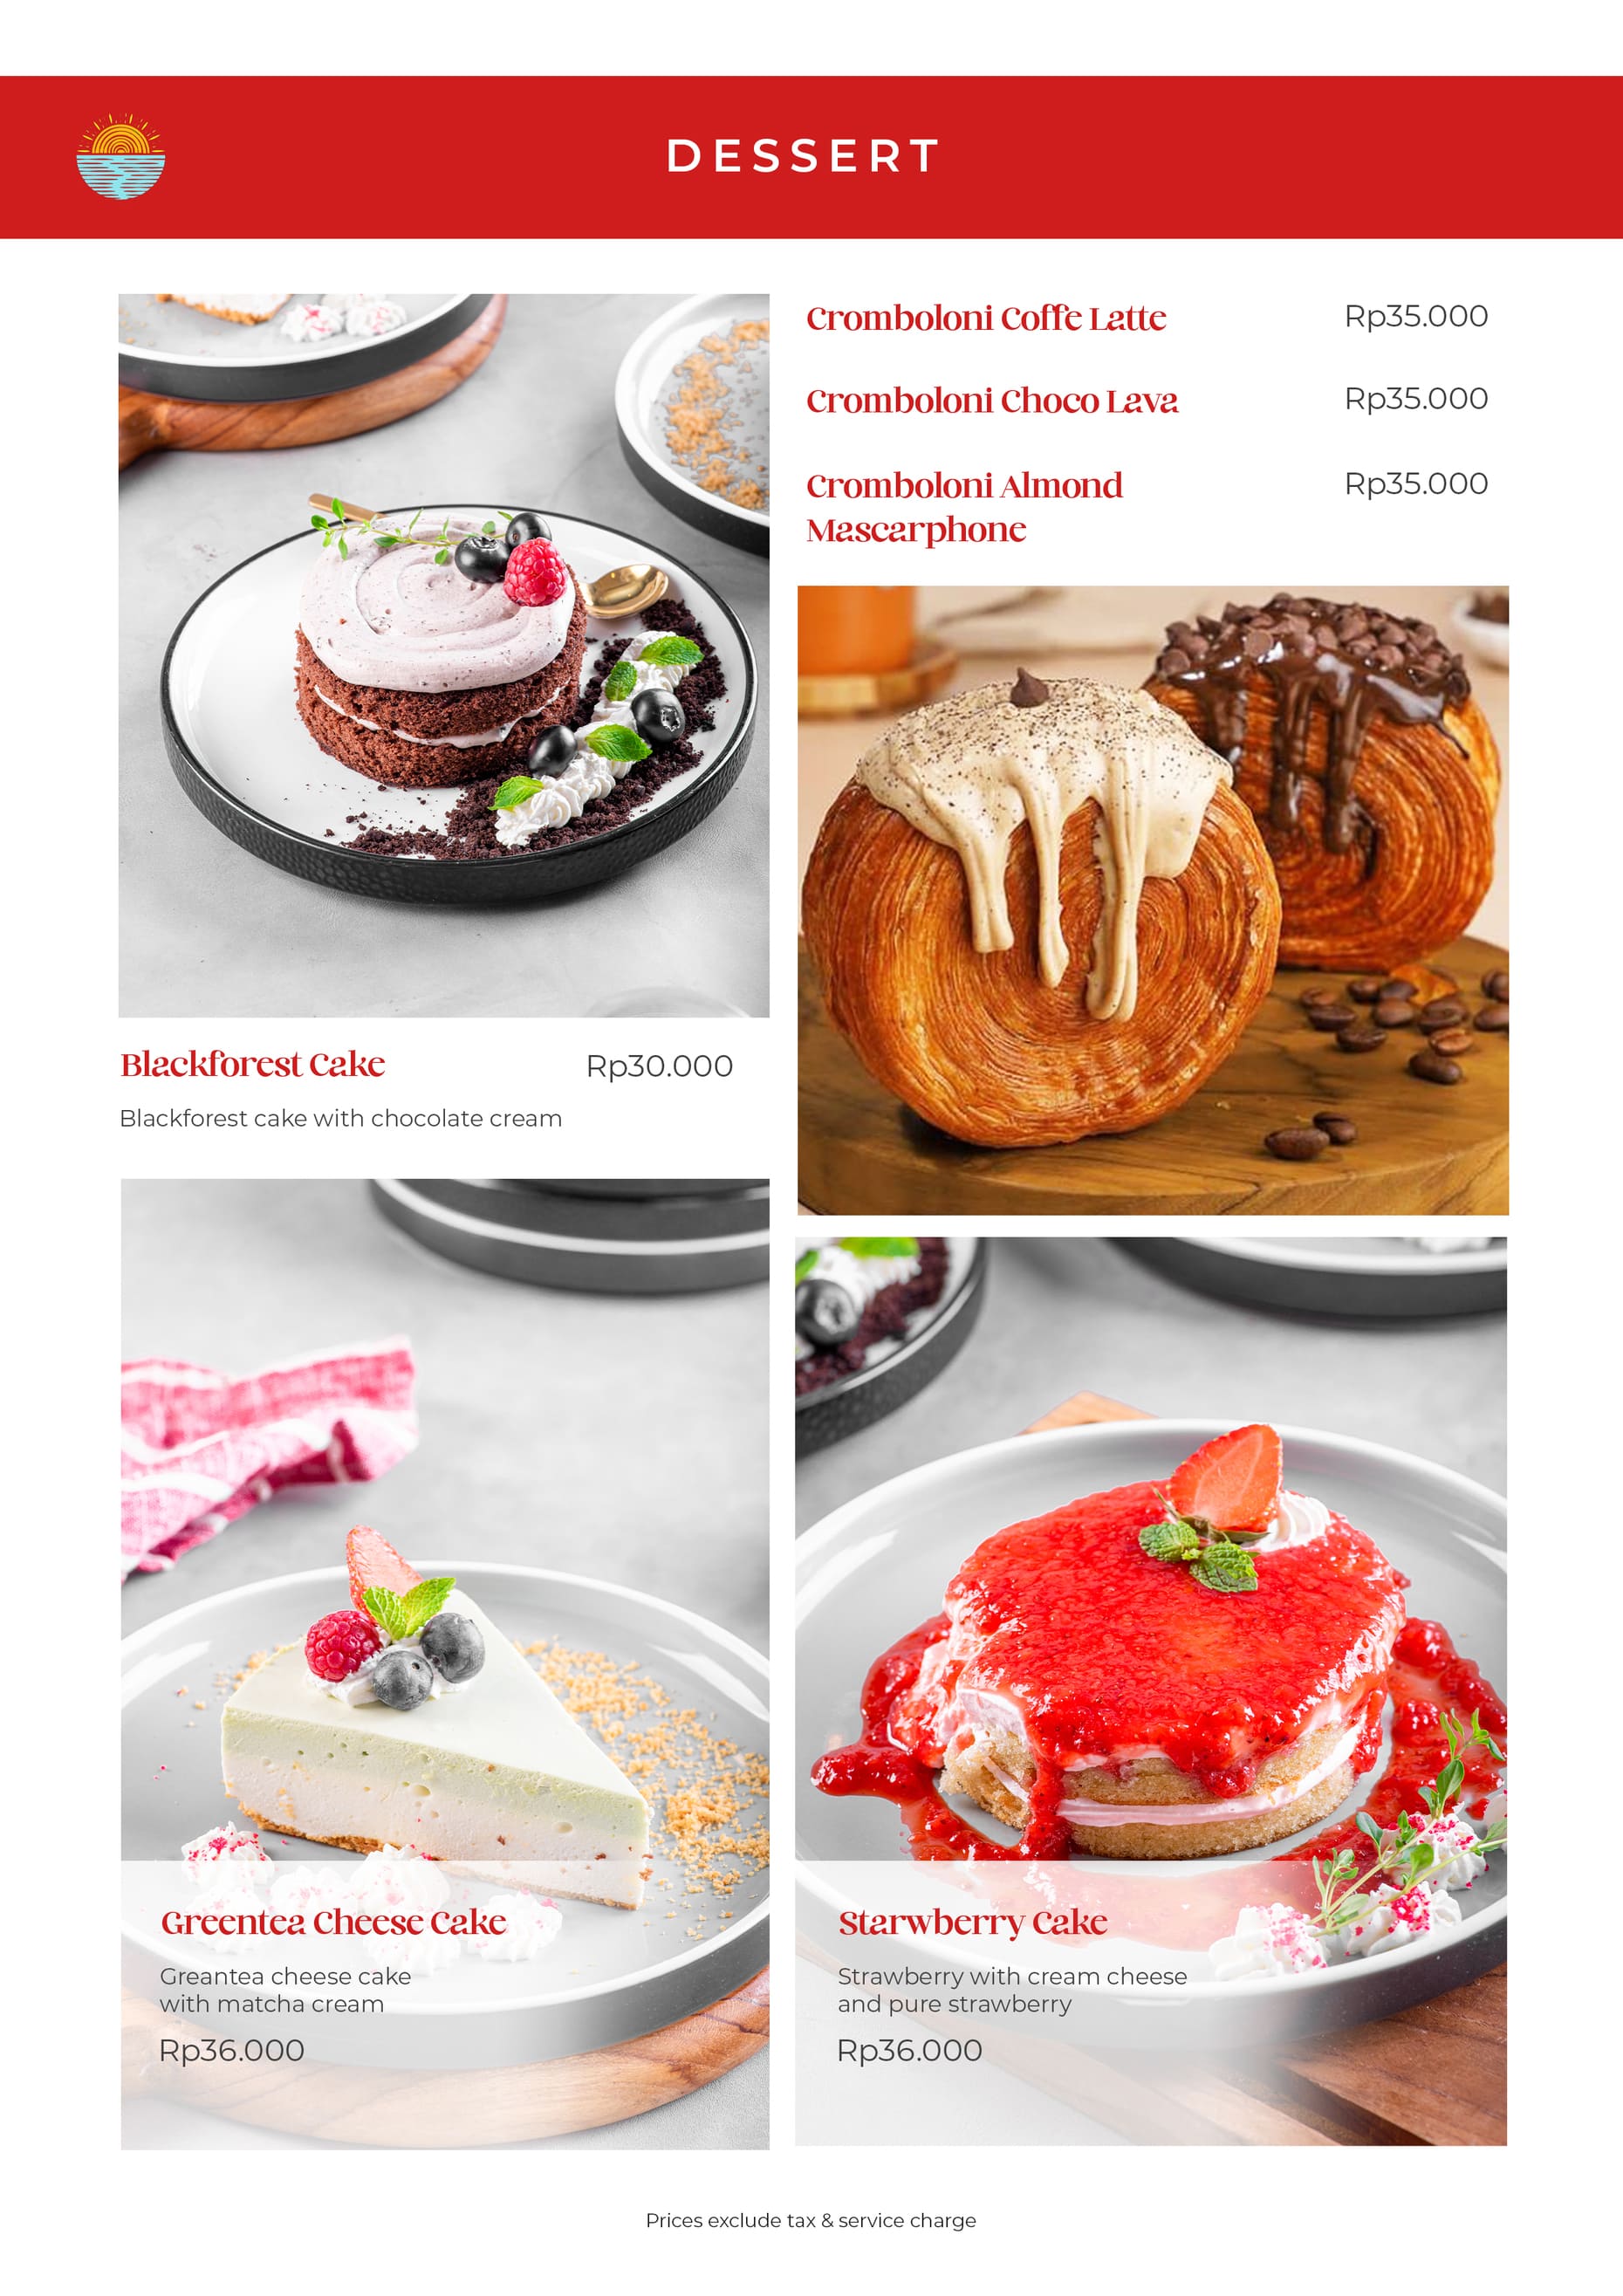 DESSERT
Cromboloni Coffe Latte Rp35.000
Cromboloni Choco Lava Rp35.000
Cromboloni Almond Rp35.000
Mascarphone
Blackforest Cake Rp30.000
Blackforest cake with chocolate cream
Greentea Cheese Cake
Greantea cheese cake
with matcha cream
Rp36.000
Starwberry Cake
Strawberry with cream cheese
and pure strawberry
Rp36.000
Prices exclude tax & service charge